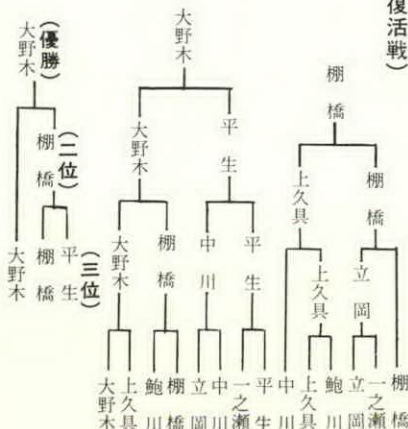 復活戦)
棚橋
上久具
棚橋
上久具
立岡
中川
上久具
鮑川
立岡
一之瀬
棚橋
大野木
大野木
平生
大野木
棚橋
中川
平生
大野木
上久具
鮑川
棚橋
立岡
中川
一之瀬
平生
(優勝)
大野木
(二位)
棚橋
(三位)
大野木
棚橋
平生